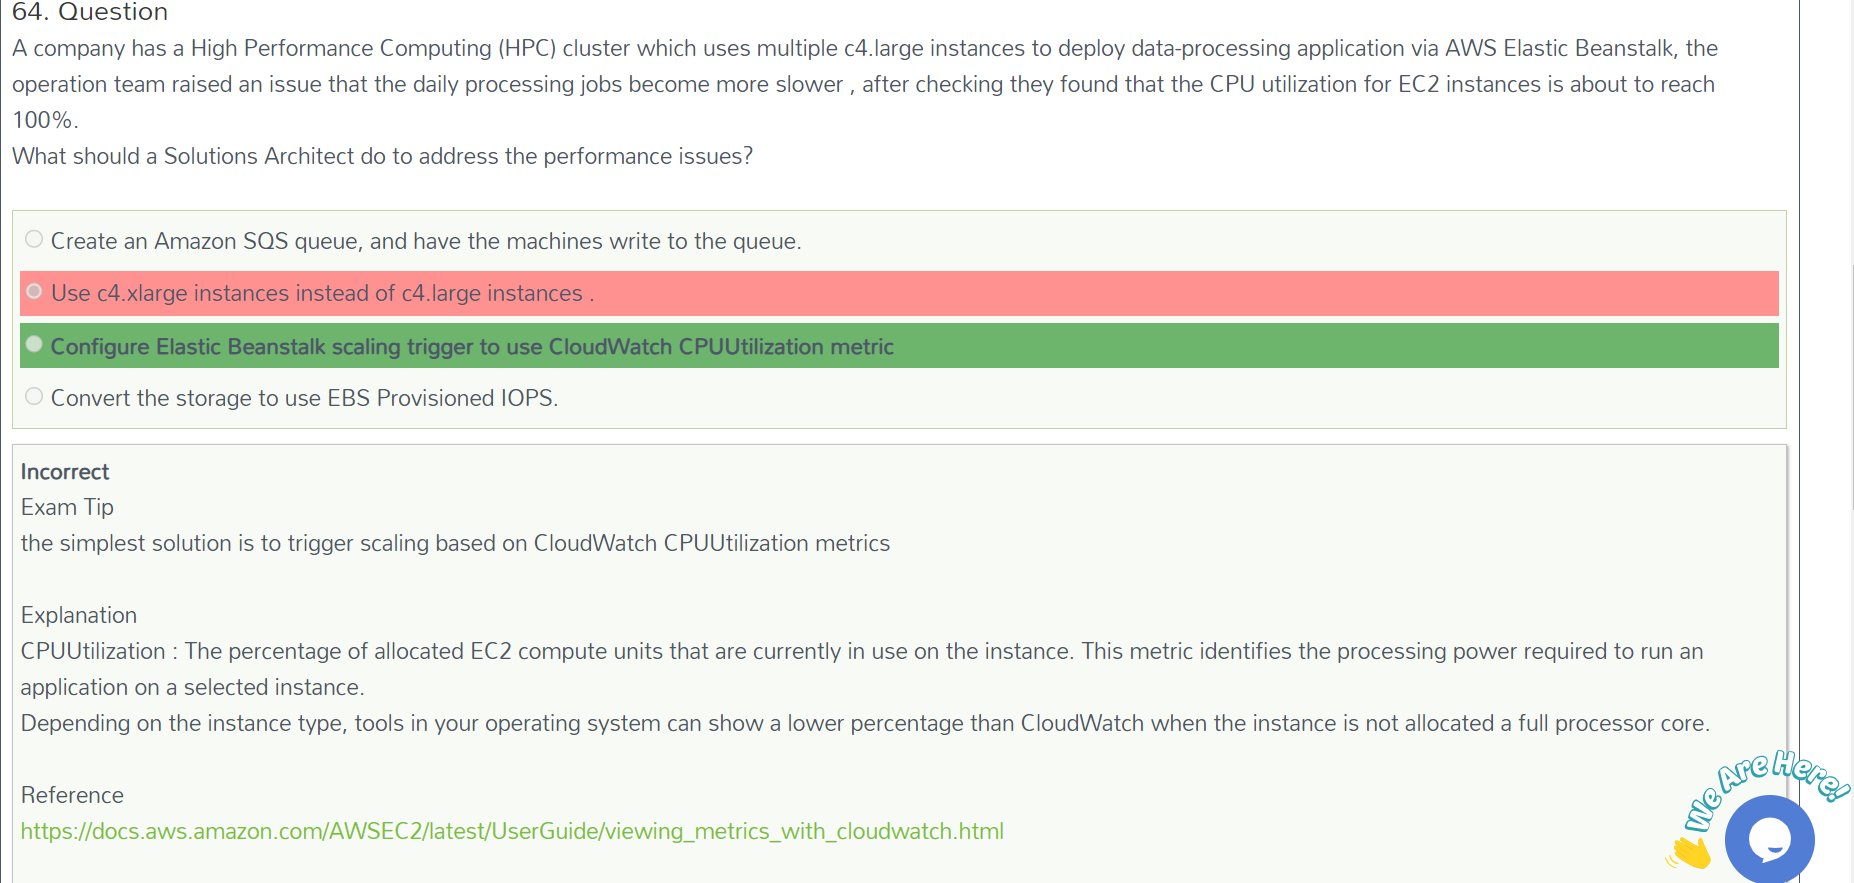 64. Question
A company has a High Performance Computing (HPC) cluster which uses multiple c4.large instances to deploy data-processing application via AWS Elastic Beanstalk, the
operation team raised an issue that the daily processing jobs become more slower , after checking they found that the CPU utilization for EC2 instances is about to reach
100%.
What should a Solutions Architect do to address the performance issues?
Create an Amazon SQS queue, and have the machines write to the queue.
Use c4.xlarge instances instead of c4.large instances .
Configure Elastic Beanstalk scaling trigger to use CloudWatch CPUUtilization metric
Convert the storage to use EBS Provisioned IOPS.
Incorrect
Exam Tip
the simplest solution is to trigger scaling based on CloudWatch CPUUtilization metrics
Explanation
CPUUtilization : The percentage of allocated EC2 compute units that are currently in use on the instance. This metric identifies the processing power required to run an
application on a selected instance.
Depending on the instance type, tools in your operating system can show a lower percentage than CloudWatch when the instance is not allocated a full processor core.
Reference
https://docs.aws.amazon.com/AWSEC2/latest/UserGuide/viewing_metrics_with_cloudwatch.html
We Are Here!